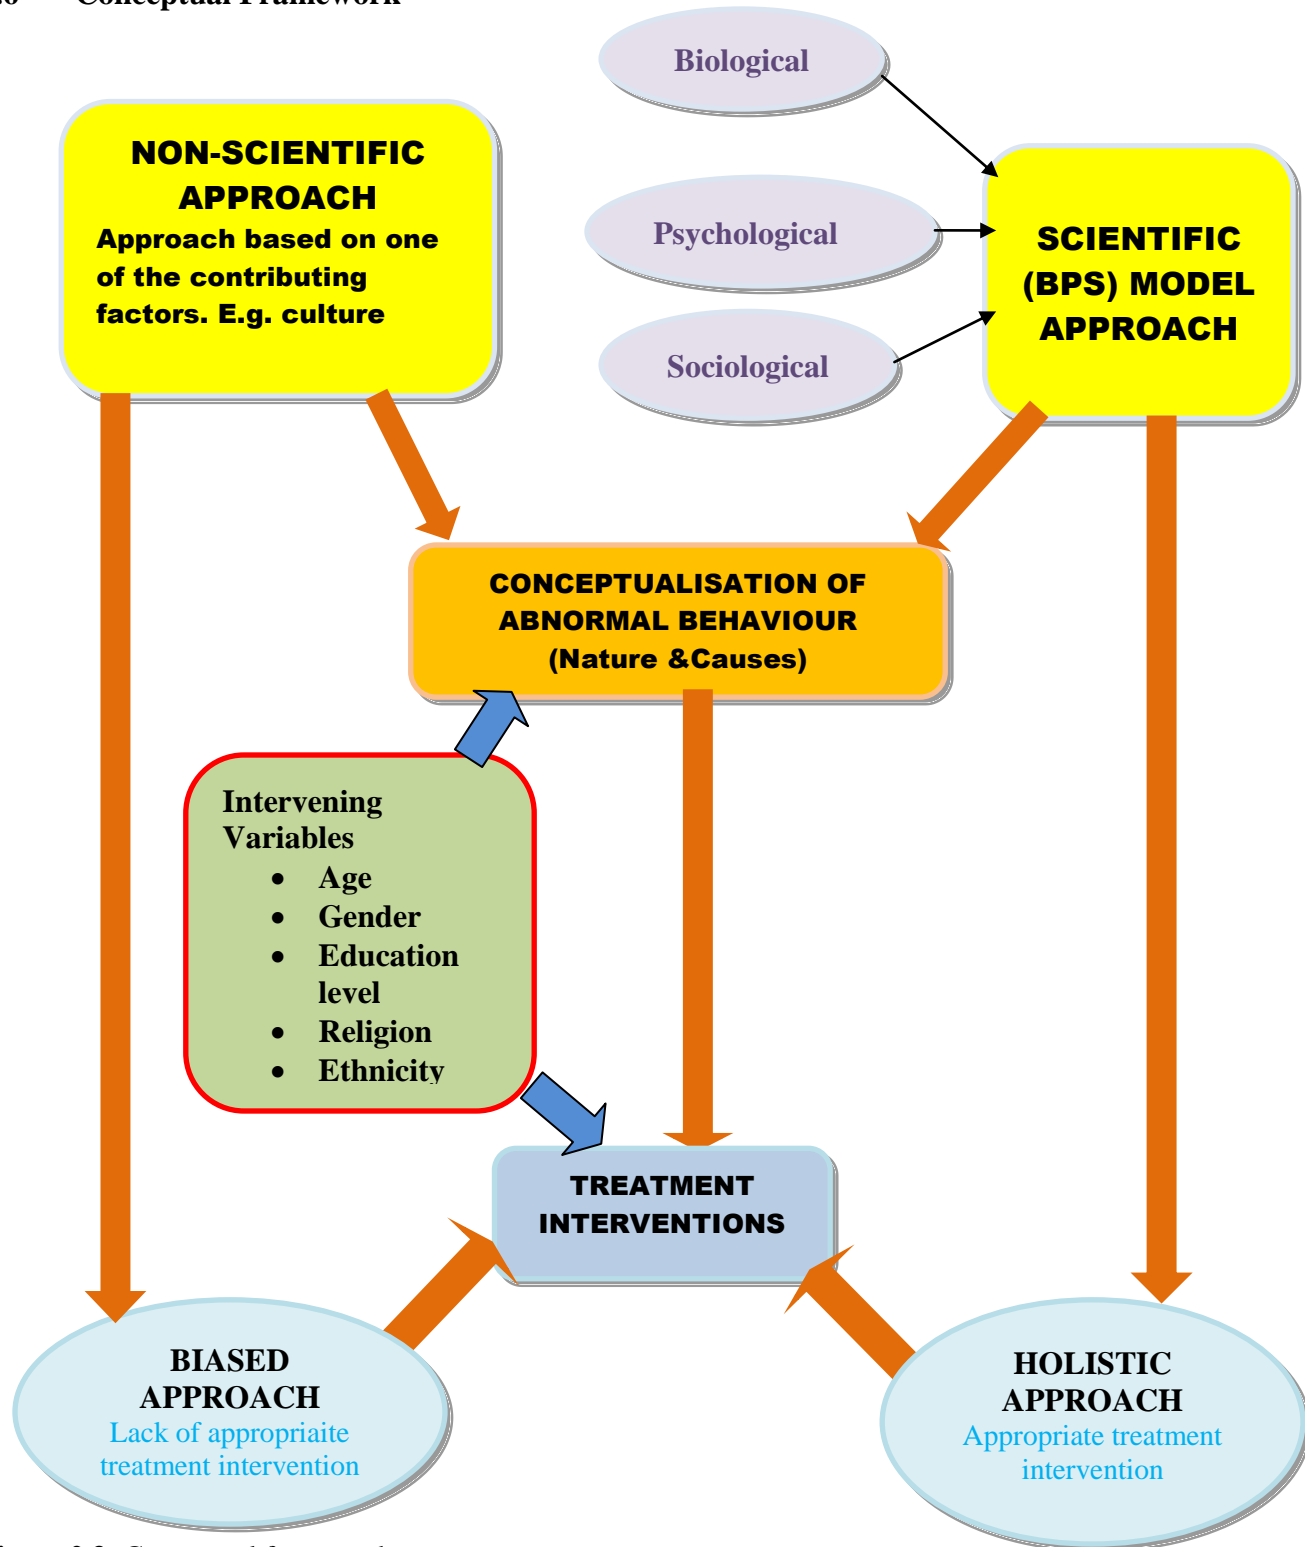 Conceptual Framework
Biological
NON-SCIENTIFIC
APPROACH
Approach based on one
of the contributing
factors. E.g. culture
Psychological
SCIENTIFIC
(BPS) MODEL
APPROACH
Sociological
CONCEPTUALISATION OF
ABNORMAL BEHAVIOUR
(Nature &Causes)
Intervening
Variables
• Age
• Gender
• Education
level
• Religion
• Ethnicity
TREATMENT
INTERVENTIONS
BIASED
APPROACH
Lack of appropriaite
treatment intervention
HOLISTIC
APPROACH
Appropriate treatment
intervention